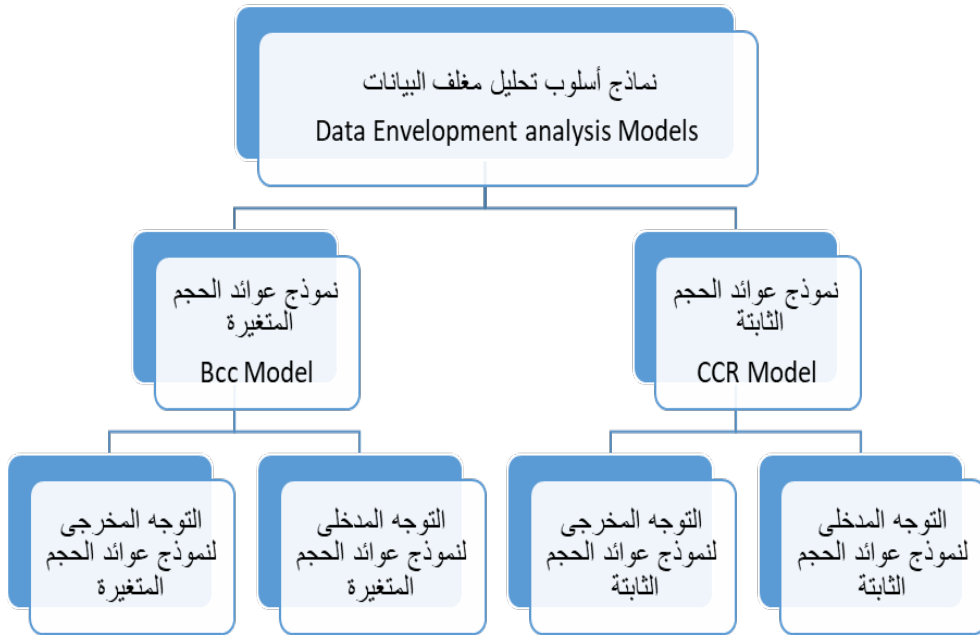 نماذج أسلوب تحليل مغلف البيانات
Data Envelopment analysis Models
نموذج عوائد الحجم
الثابتة
CCR Model
نموذج عوائد الحجم
المتغيرة
Bcc Model
التوجه المدخلى
لنموذج عوائد الحجم
الثابتة
التوجه المخرجى
لنموذج عوائد الحجم
الثابتة
التوجه المدخلى
لنموذج عوائد الحجم
المتغيرة
التوجه المخرجى
لنموذج عوائد الحجم
المتغيرة